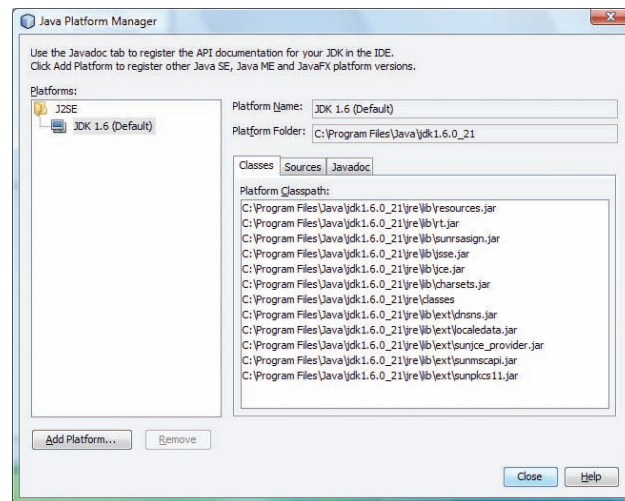 Java Platform Manager
Use the Javadoc tab to register the API documentation for your JDK in the IDE.
Click Add Platform to register other Java SE, Java ME and JavaFX platform versions.
Platforms:
J2SE
JDK 1.6 (Default)
Platform Name: JDK 1.6 (Default)
Platform Folder: C:\Program Files\Java\jdk1.6.0_21
Classes Sources Javadoc
Platform Classpath:
C:\Program Files\Java\jdk1.6.0_21\jre\lib\resources.jar
C:\Program Files\Java\jdk1.6.0_21\jre\lib\rt.jar
C:\Program Files\Java\jdk1.6.0_21\jre\lib\sunrsasign.jar
C:\Program Files\Java\jdk1.6.0_21\jre\lib\jsse.jar
C:\Program Files\Java\jdk1.6.0_21\jre\lib\jce.jar
C:\Program Files\Java\jdk1.6.0_21\jre\lib\charsets.jar
C:\Program Files\Java\jdk1.6.0_21\jre\classes
C:\Program Files\Java\jdk1.6.0_21\jre\lib\ext\dnsns.jar
C:\Program Files\Java\jdk1.6.0_21\jre\lib\ext\localedata.jar
C:\Program Files\Java\jdk1.6.0_21\jre\lib\ext\sunjce_provider.jar
C:\Program Files\Java\jdk1.6.0_21\jre\lib\ext\sunmscapi.jar
C:\Program Files\Java\jdk1.6.0_21\jre\lib\ext\sunpkcs11.jar
Add Platform... Remove
Close Help